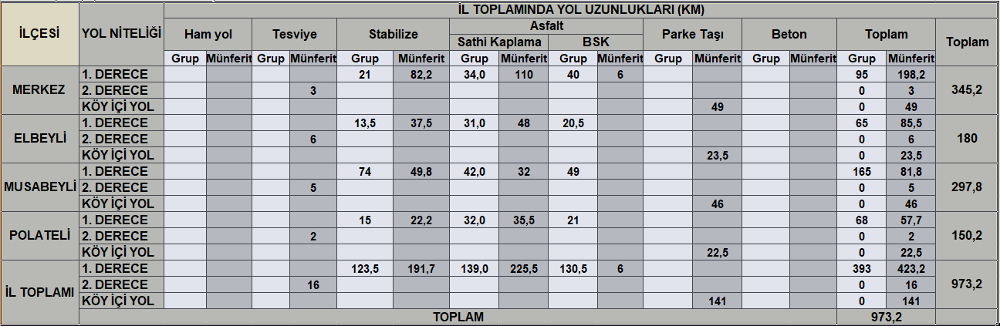 İL TOPLAMINDA YOL UZUNLUKLARI (KM)
İLÇESİ YOL NİTELİĞİ Ham yol Tesviye Stabilize Asfalt Parke Taşı Beton Toplam Toplam
Sathi Kaplama BSK
Grup Münferit Grup Münferit Grup Münferit Grup Münferit Grup Münferit Grup Münferit Grup Münferit Grup Münferit
MERKEZ 1. DERECE 21 82,2 34,0 110 40 6 95 198,2 345,2
2. DERECE 3 0 3
KÖY İÇİ YOL 49 0 49
ELBEYLİ 1. DERECE 13,5 37,5 31,0 48 20,5 65 85,5 180
2. DERECE 6 0 6
KÖY İÇİ YOL 23,5 0 23,5
MUSABEYLİ 1. DERECE 74 49,8 42,0 32 49 165 81,8 297,8
2. DERECE 5 0 5
KÖY İÇİ YOL 46 0 46
POLATELİ 1. DERECE 15 22,2 32,0 35,5 21 68 57,7 150,2
2. DERECE 2 0 2
KÖY İÇİ YOL 22,5 0 22,5
İL TOPLAMI 1. DERECE 123,5 191,7 139,0 225,5 130,5 6 393 423,2 973,2
2. DERECE 16 0 16
KÖY İÇİ YOL 141 0 141
TOPLAM 973,2